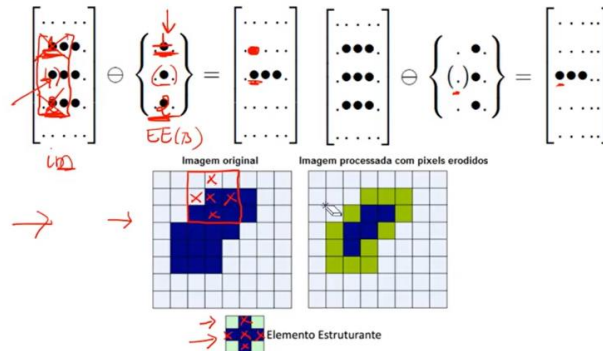 EE(B)
Imagem original
Imagem processada com pixels erodidos
Elemento Estruturante